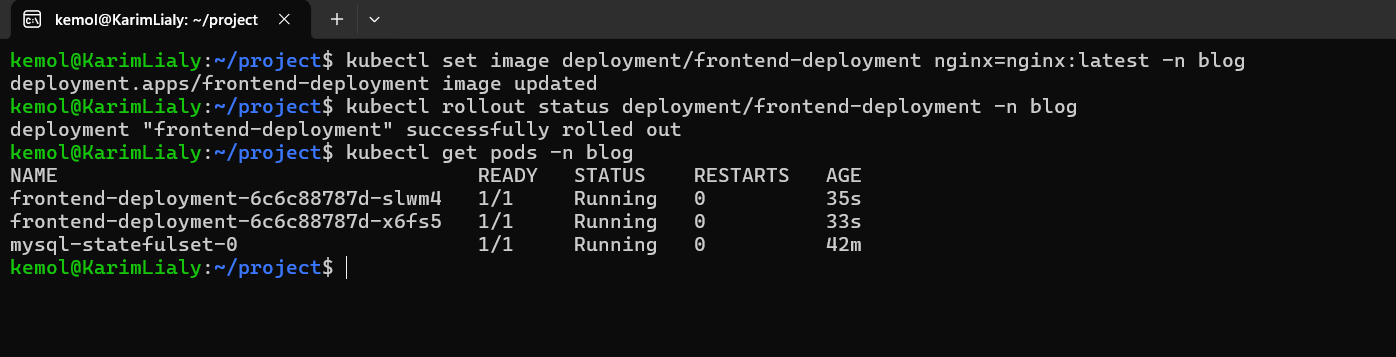 kemol@KarimLialy: ~/project
kemol@KarimLialy:~/project$ kubectl set image deployment/frontend-deployment nginx=nginx:latest -n blog
deployment.apps/frontend-deployment image updated
kemol@KarimLialy:~/project$ kubectl rollout status deployment/frontend-deployment -n blog
deployment "frontend-deployment" successfully rolled out
kemol@KarimLialy:~/project$ kubectl get pods -n blog
NAME                                   READY   STATUS    RESTARTS   AGE
frontend-deployment-6c6c88787d-slwm4   1/1     Running   0          35s
frontend-deployment-6c6c88787d-x6fs5   1/1     Running   0          33s
mysql-statefulset-0                    1/1     Running   0          42m
kemol@KarimLialy:~/project$